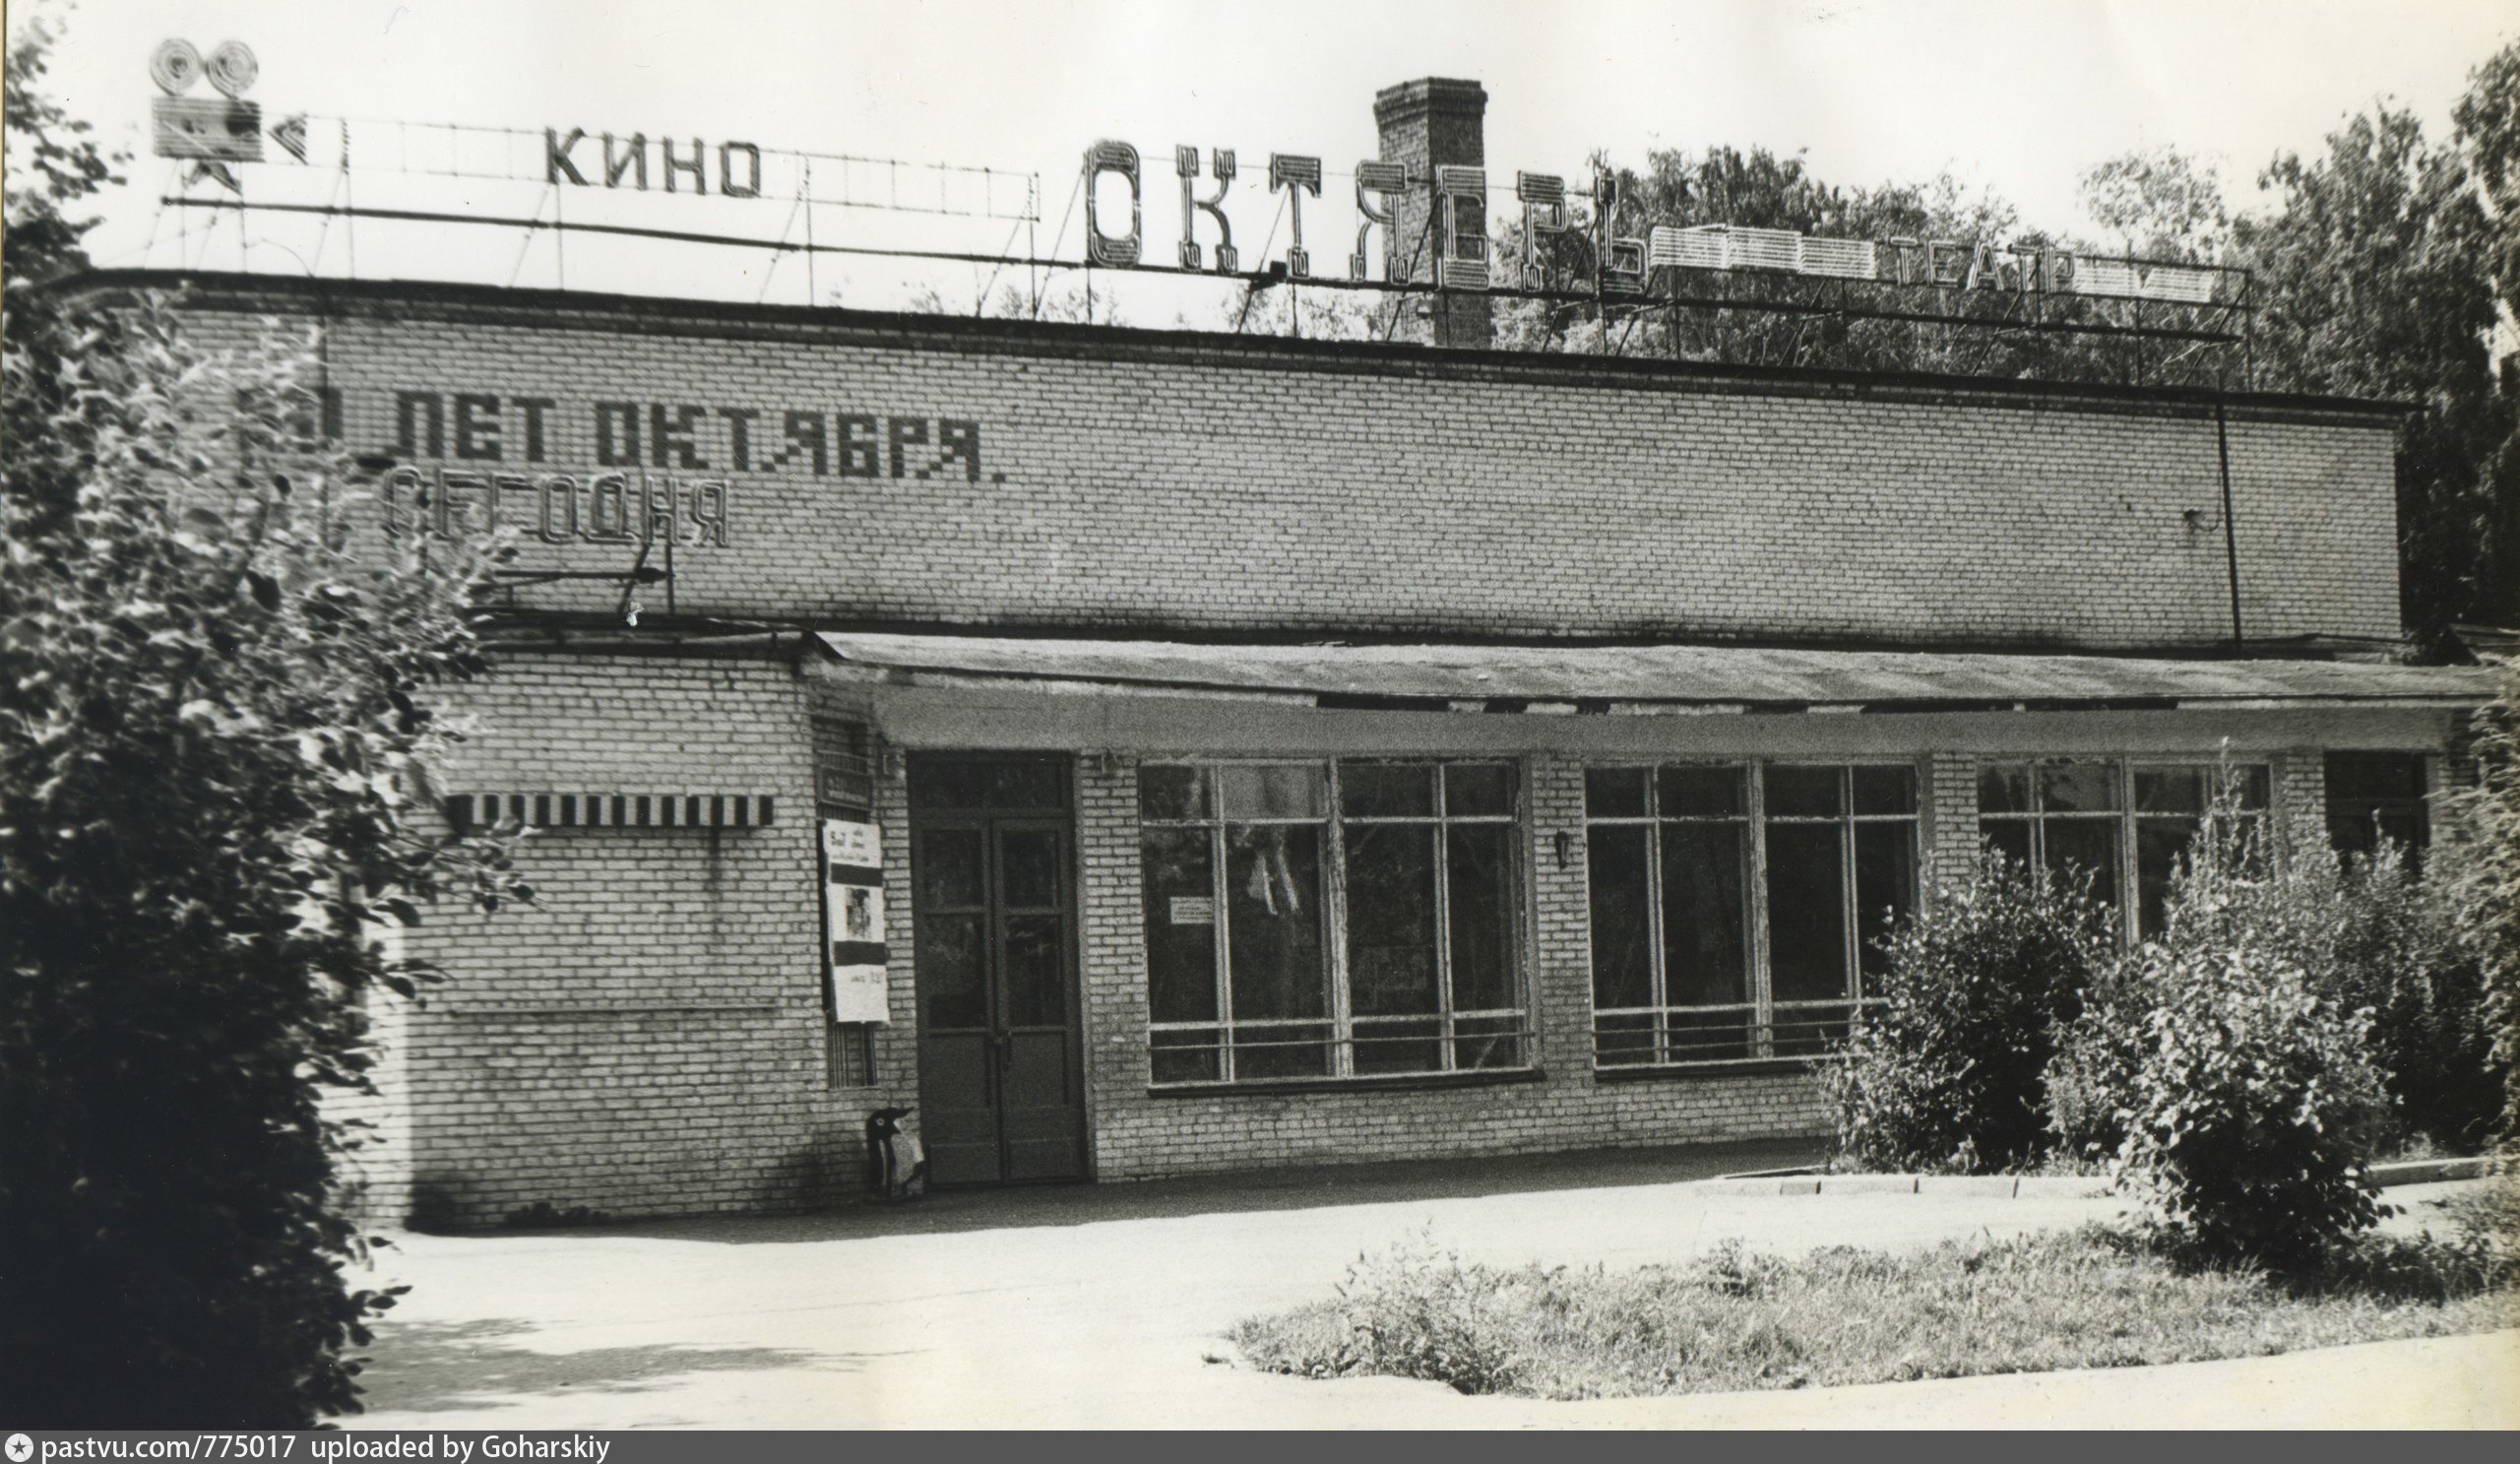 КИНО ОКТЯБРЬ ТЕАТР
ЛЕТ ОКТЯБРЯ.
СЕГОДНЯ
pastvu.com/775017 uploaded by Goharskiy